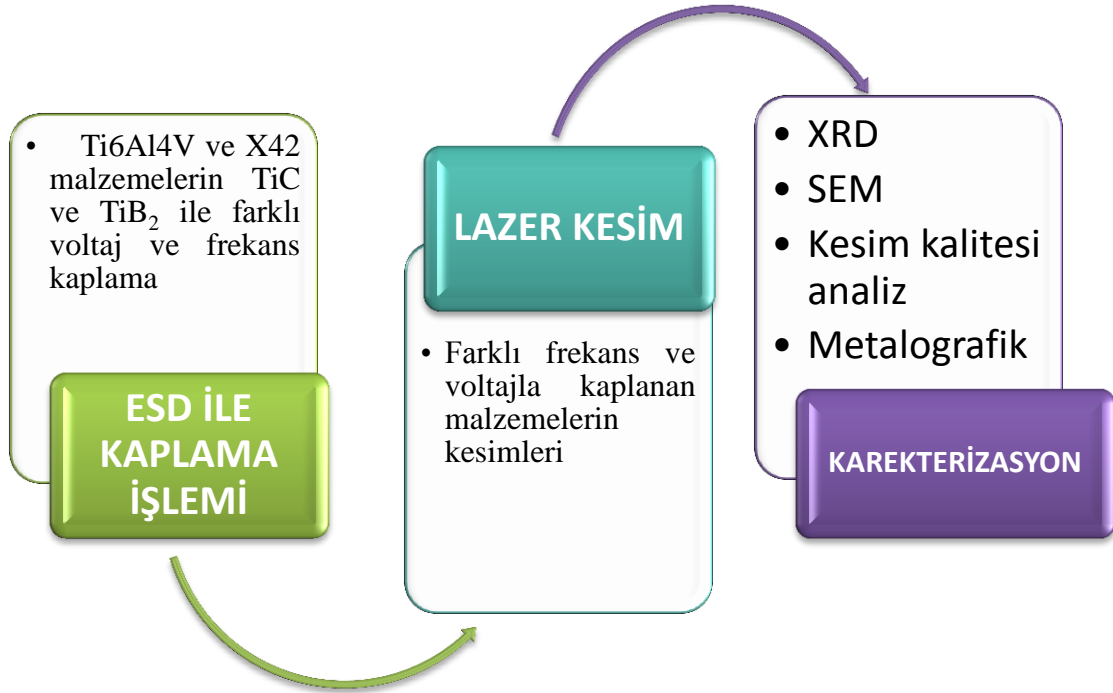 • Ti6Al4V ve X42
malzemelerin TiC
ve TiB₂ ile farklı
voltaj ve frekans
kaplama
ESD İLE
KAPLAMA
İŞLEMİ
LAZER KESİM
• Farklı frekans ve
voltajla kaplanan
malzemelerin
kesimleri
• XRD
• SEM
• Kesim kalitesi
analiz
• Metalografik
KAREKTERİZASYON